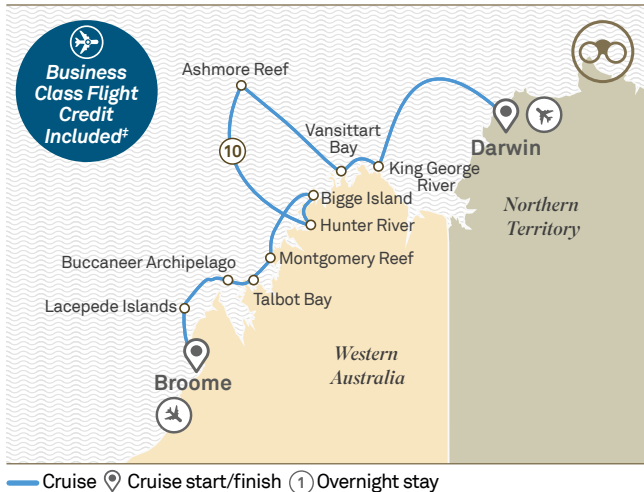 Business
Class Flight
Credit
Included‡
Ashmore Reef
Vansittart
Bay
10
Darwin
King George
River
Bigge Island
Northern
Territory
Hunter River
Buccaneer Archipelago
Montgomery Reef
Lacepede Islands
Talbot Bay
Western
Australia
Broome
Cruise Cruise start/finish 1 Overnight stay